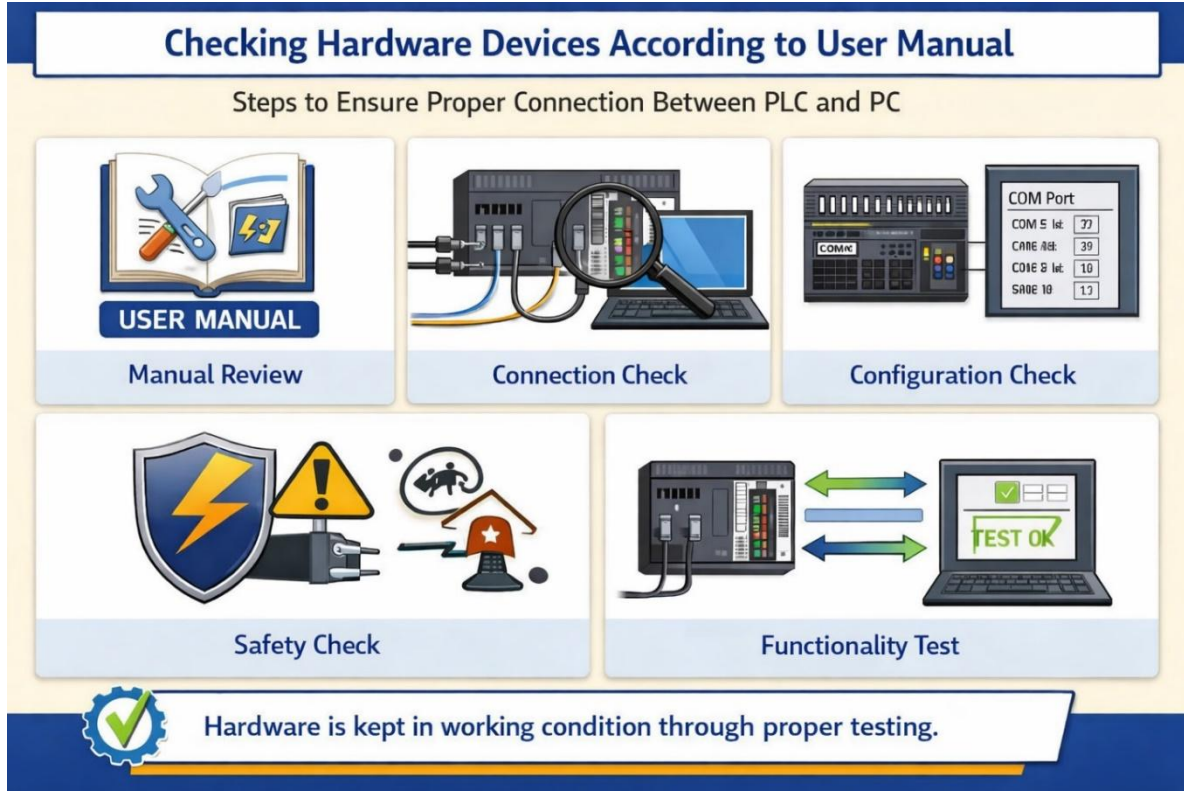 Checking Hardware Devices According to User Manual
Steps to Ensure Proper Connection Between PLC and PC
USER MANUAL
Manual Review
Connection Check
COM Port
Configuration Check
Safety Check
TEST OK
Functionality Test
Hardware is kept in working condition through proper testing.